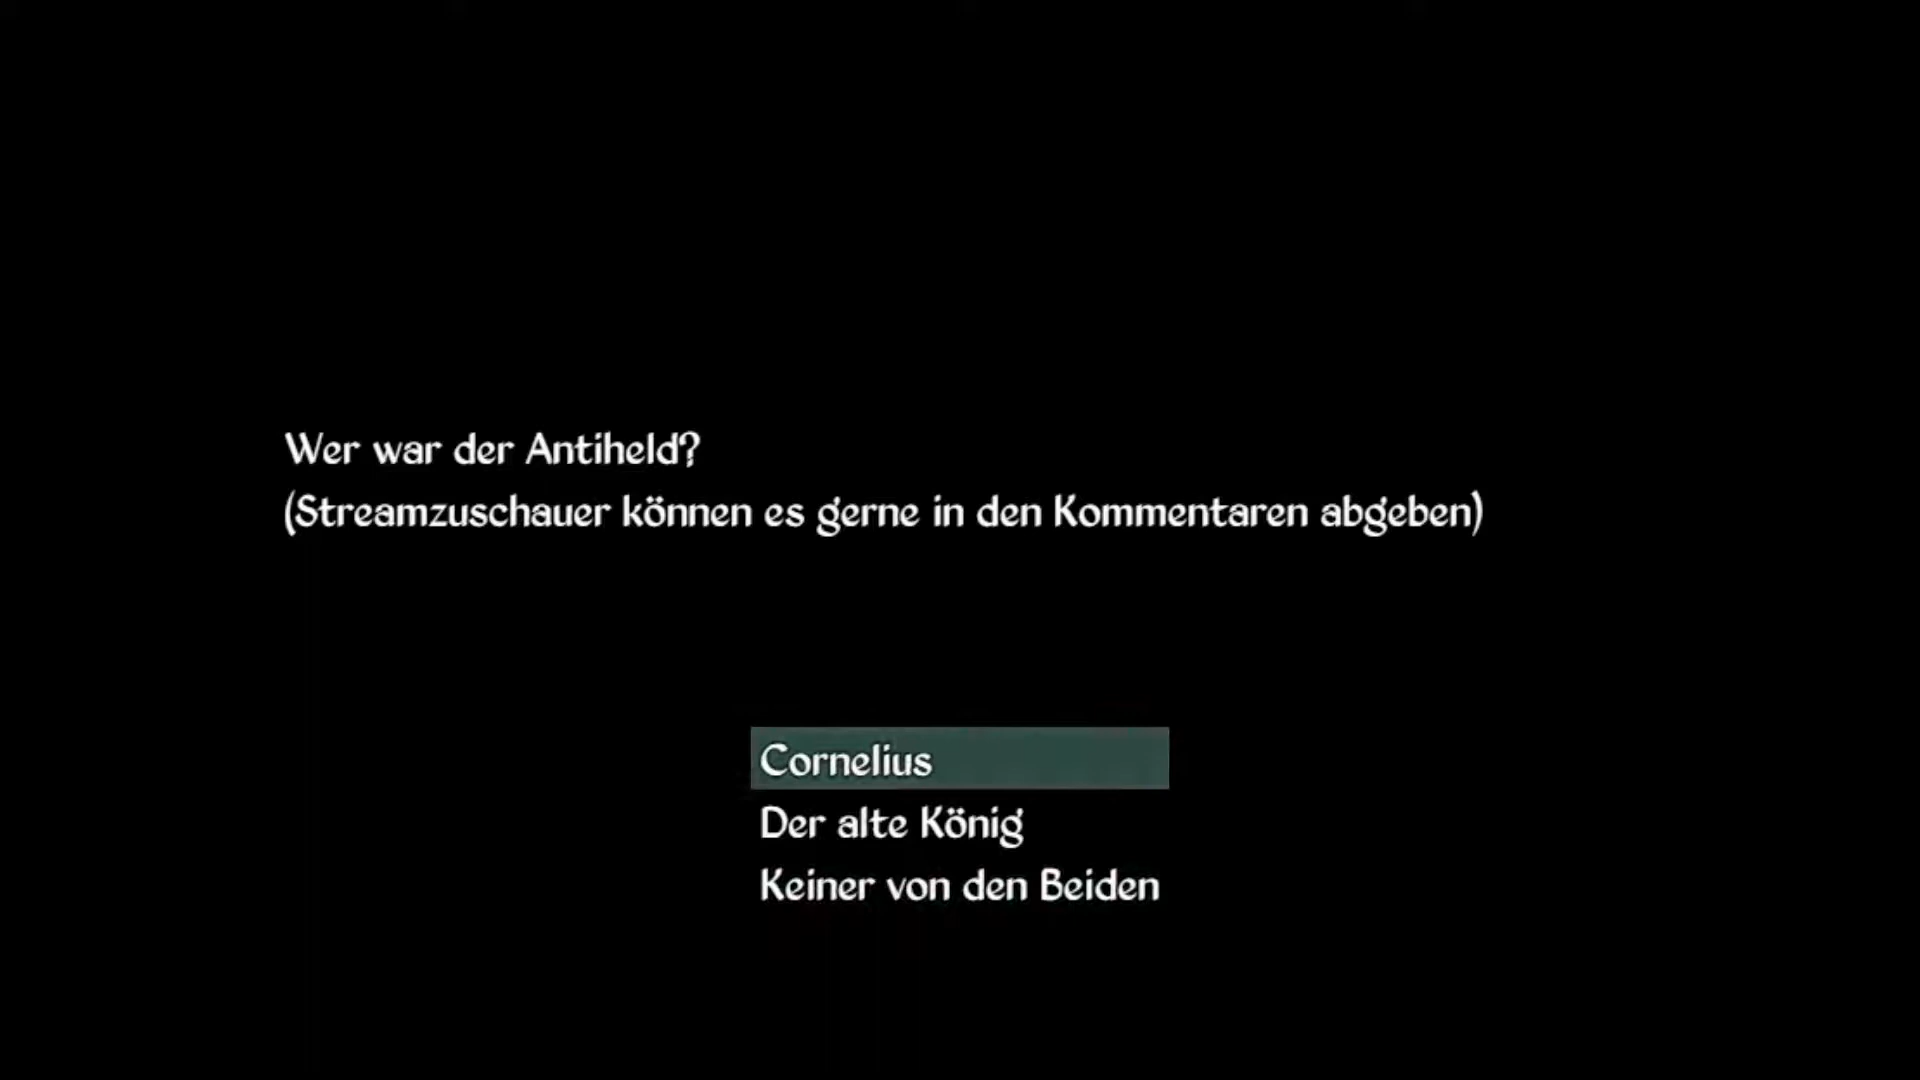 Wer war der Antiheld?
(Streamzuschauer können es gerne in den Kommentaren abgeben)
Cornelius
Der alte König
Keiner von den Beiden